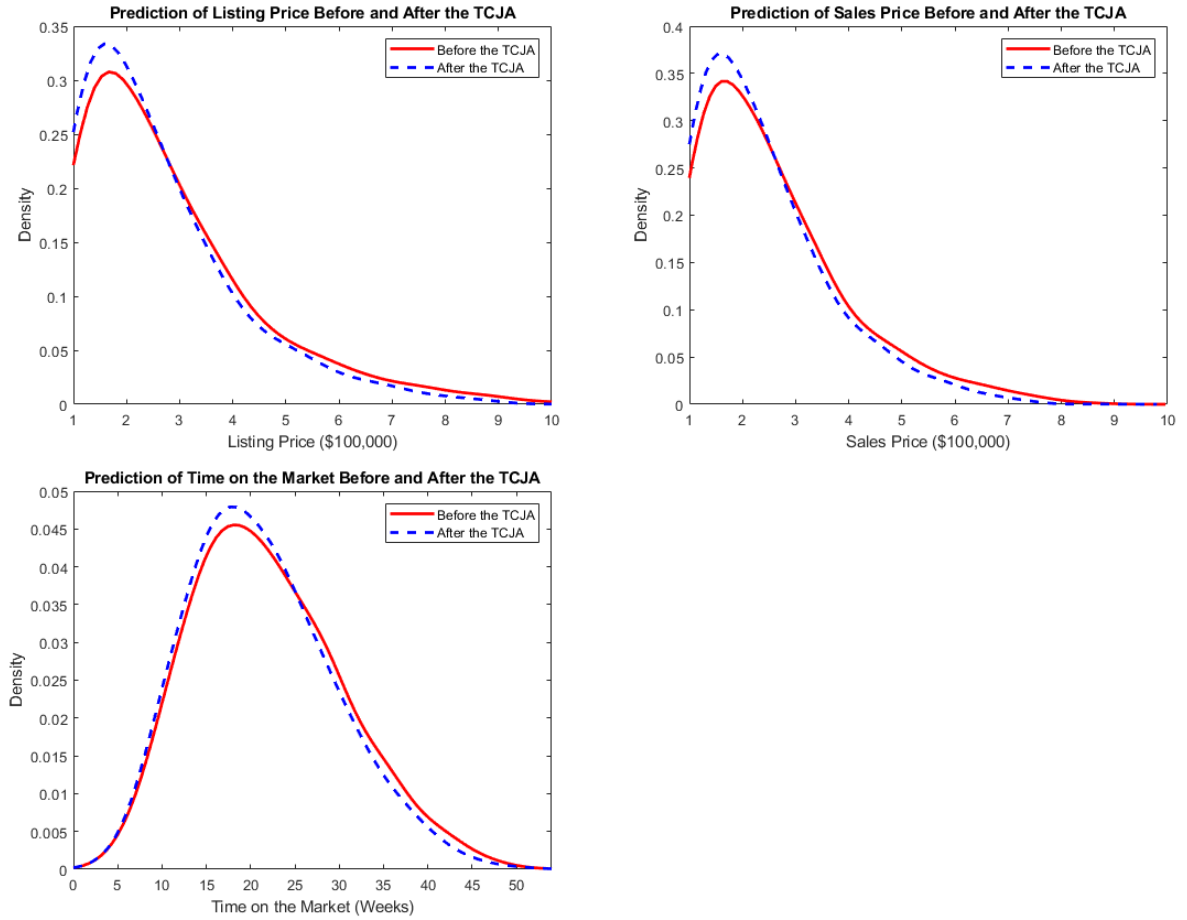 Prediction of Listing Price Before and After the TCJA
0.35
0.3
0.25
0.2
0.15
0.1
0.05
0
Density
Before the TCJA
After the TCJA
1 2 3 4 5 6 7 8 9 10
Listing Price ($100,000)
Prediction of Sales Price Before and After the TCJA
0.4
0.35
0.3
0.25
0.2
0.15
0.1
0.05
0
Density
Before the TCJA
After the TCJA
1 2 3 4 5 6 7 8 9 10
Sales Price ($100,000)
Prediction of Time on the Market Before and After the TCJA
0.05
0.045
0.04
0.035
0.03
0.025
0.02
0.015
0.01
0.005
0
Density
Before the TCJA
After the TCJA
0 5 10 15 20 25 30 35 40 45 50
Time on the Market (Weeks)